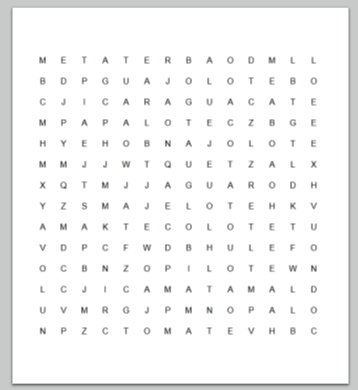 M E T A T E R B A O D M L L
B D P G U A J O L O T E B O
C J I C A R A G U A C A T E
M P A P A L O T E C Z B G E
H Y E H O B N A J O L O T E
M M J J W T Q U E T Z A L X
X Q T M J J A G U A R O D H
Y Z S M A J E L O T E H K V
A M A K T E C O L O T E T U
V D P C F W D B H U L E F O
O C B N Z O P I L O T E W N
L C J I C A M A T A M A L D
U V M R G J P M N O P A L O
N P Z C T O M A T E V H B C